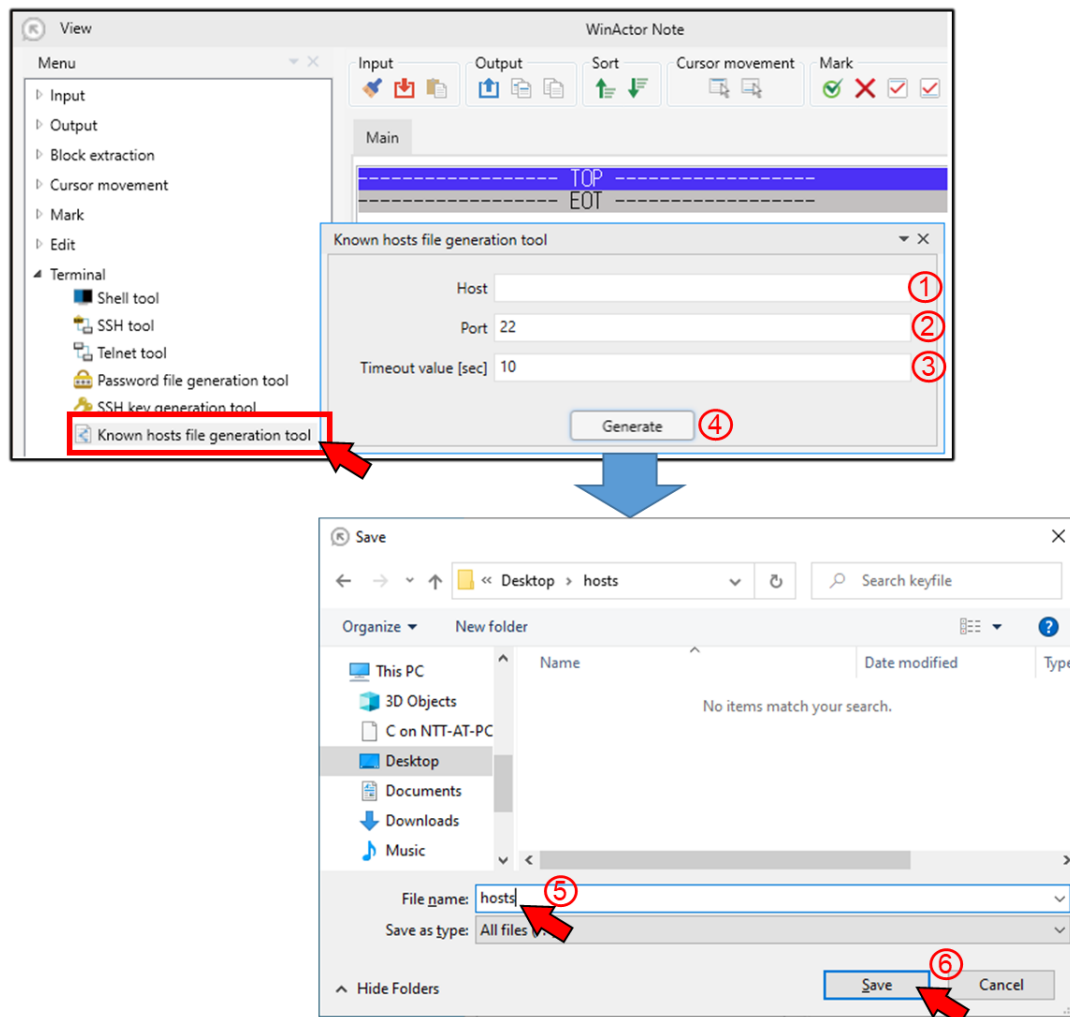 View
WinActor Note
Menu
Input
Output
Block extraction
Cursor movement
Mark
Edit
Terminal
Shell tool
SSH tool
Telnet tool
Password file generation tool
SSH key generation tool
Known hosts file generation tool
Input
Output
Sort
Cursor movement
Mark
Main
------------------ TOP ------------------
------------------ EOT ------------------
Known hosts file generation tool
Host ①
Port 22 ②
Timeout value [sec] 10 ③
Generate ④
Save
« Desktop › hosts
Search keyfile
Organize
New folder
?
This PC
3D Objects
C on NTT-AT-PC
Desktop
Documents
Downloads
Music
Name
Date modified
Type
No items match your search.
File name: hosts ⑤
Save as type: All files
⑥
Hide Folders
Save
Cancel